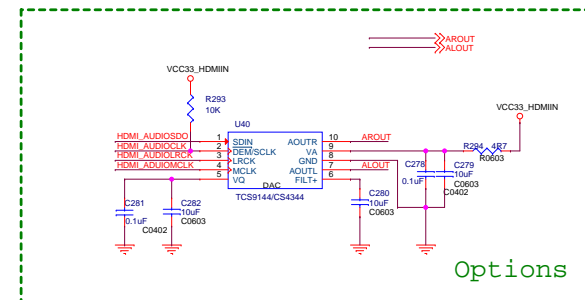 AROUT
ALOUT
VCC33_HDMIIN
R293
10K
VCC33_HDMIIN
U40
HDMI_AUDIOSDO 1 SDIN AOUTR 10 AROUT
HDMI_AUDIOCLK 2 DEM/SCLK VA 9 R294 4R7
HDMI_AUDIOLRCK 3 LRCK GND 8 R0603
HDMI_ADUIOMCLK 4 MCLK AOUTL 7 ALOUT C278 C279
5 VQ FILT+ 6 0.1uF 10uF
DAC C0603
TCS9144/CS4344 C0402
C281 C282 C280
0.1uF 10uF 10uF
C0402 C0603 C0603
Options